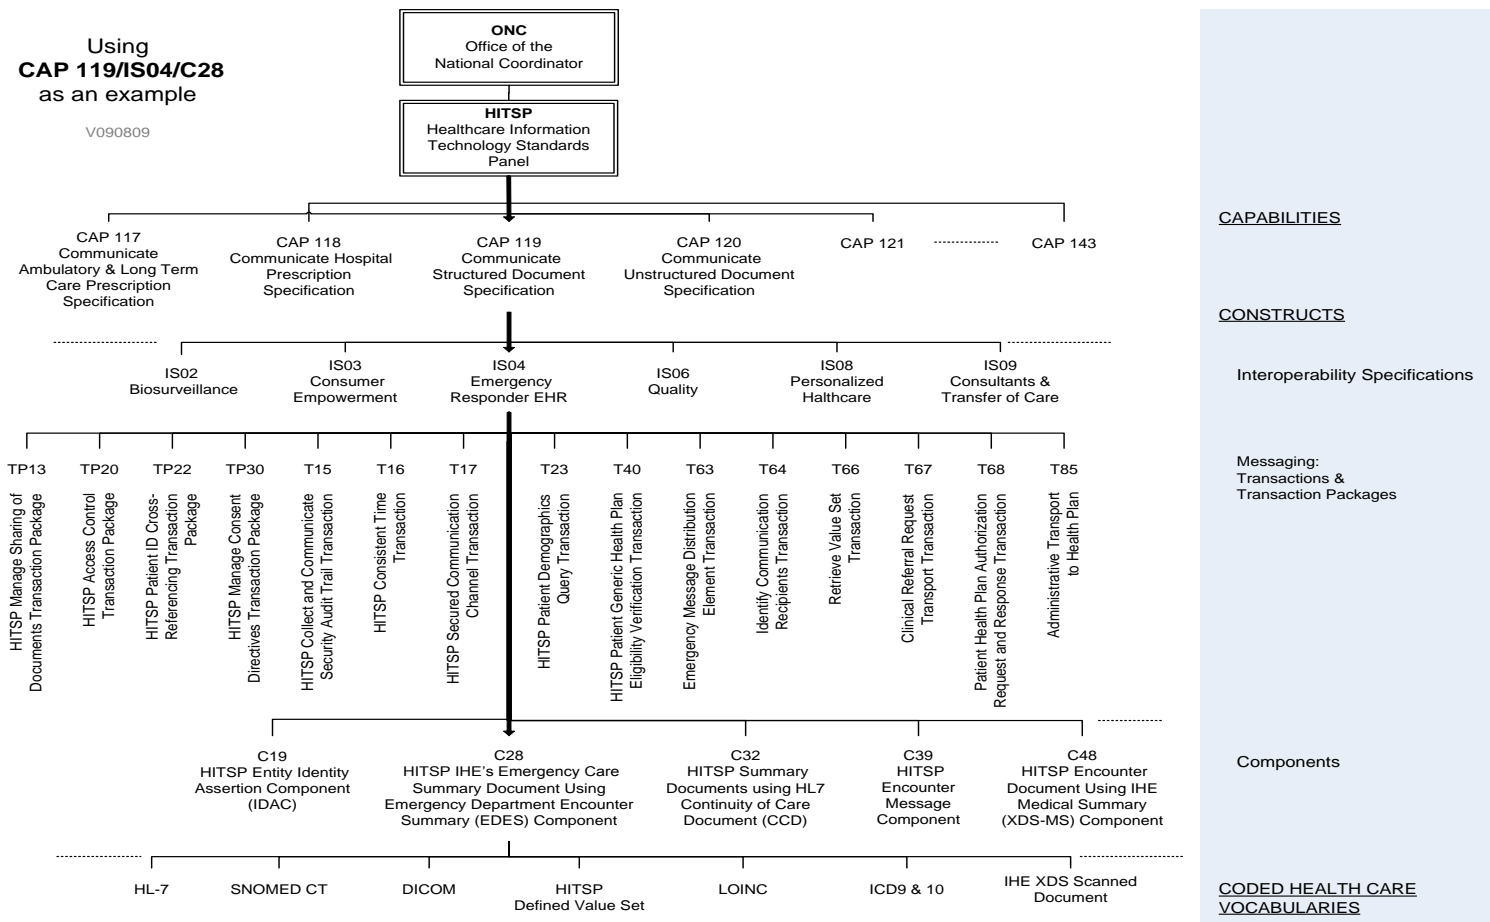 Using
CAP 119/IS04/C28
as an example
V090809
ONC
Office of the
National Coordinator
HITSP
Healthcare Information
Technology Standards
Panel
CAPABILITIES
CAP 117
Communicate
Ambulatory & Long Term
Care Prescription
Specification
CAP 118
Communicate Hospital
Prescription
Specification
CAP 119
Communicate
Structured Document
Specification
CAP 120
Communicate
Unstructured Document
Specification
CAP 121
CAP 143
CONSTRUCTS
IS02
Biosurveillance
IS03
Consumer
Empowerment
IS04
Emergency
Responder EHR
IS06
Quality
IS08
Personalized
Halthcare
IS09
Consultants &
Transfer of Care
Interoperability Specifications
TP13
HITSP Manage Sharing of
Documents Transaction Package
TP20
HITSP Access Control
Transaction Package
TP22
HITSP Patient ID Cross-
Referencing Transaction
Package
TP30
HITSP Manage Consent
Directives Transaction Package
T15
HITSP Collect and Communicate
Security Audit Trail Transaction
T16
HITSP Consistent Time
Transaction
T17
HITSP Secured Communication
Channel Transaction
T23
HITSP Patient Demographics
Query Transaction
T40
HITSP Patient Generic Health Plan
Eligibility Verification Transaction
T63
Emergency Message Distribution
Element Transaction
T64
Identify Communication
Recipients Transaction
T66
Retrieve Value Set
Transaction
T67
Clinical Referral Request
Transport Transaction
T68
Patient Health Plan Authorization
Request and Response Transaction
T85
Administrative Transport
to Health Plan
Messaging:
Transactions &
Transaction Packages
C19
HITSP Entity Identity
Assertion Component
(IDAC)
C28
HITSP IHE's Emergency Care
Summary Document Using
Emergency Department Encounter
Summary (EDES) Component
C32
HITSP Summary
Documents using HL7
Continuity of Care
Document (CCD)
C39
HITSP
Encounter
Message
Component
C48
HITSP Encounter
Document Using IHE
Medical Summary
(XDS-MS) Component
Components
HL-7
SNOMED CT
DICOM
HITSP
Defined Value Set
LOINC
ICD9 & 10
IHE XDS Scanned
Document
CODED HEALTH CARE
VOCABULARIES